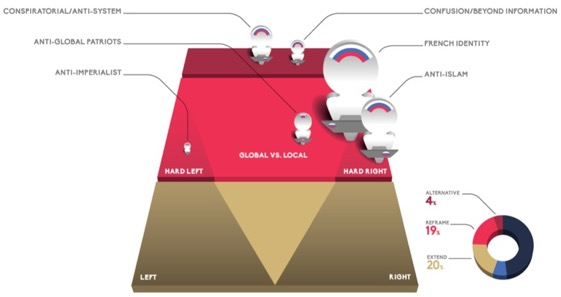 CONSPIRATORIAL/ANTI-SYSTEM
CONFUSION/BEYOND INFORMATION
ANTI-GLOBAL PATRIOTS
FRENCH IDENTITY
ANTI-IMPERIALIST
ANTI-ISLAM
GLOBAL VS. LOCAL
HARD LEFT
HARD RIGHT
ALTERNATIVE
4%
REFRAME
19%
EXTEND
20%
LEFT
RIGHT